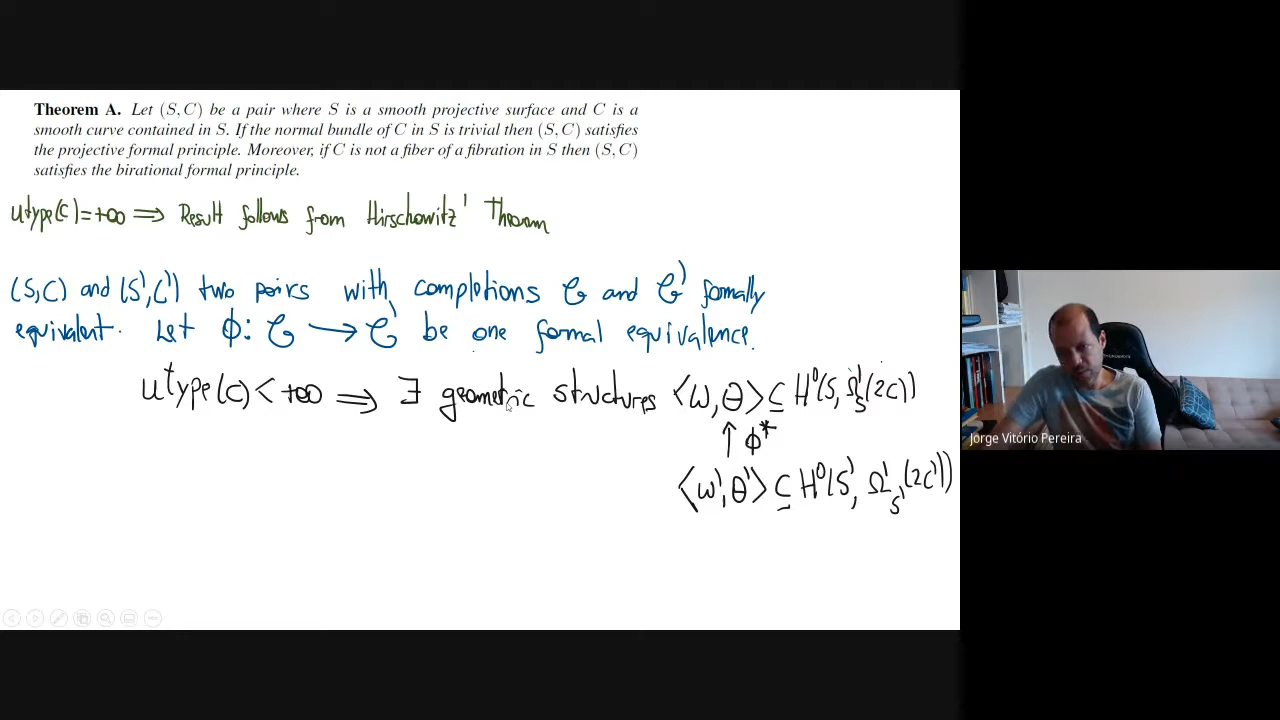 Theorem A. Let (S, C) be a pair where S is a smooth projective surface and C is a
smooth curve contained in S. If the normal bundle of C in S is trivial then (S, C) satisfies
the projective formal principle. Moreover, if C is not a fiber of a fibration in S then (S, C)
satisfies the birational formal principle.
utype(C)=+∞ ⟹ Result follows from Hirschowitz' Theorem
(S,C) and (S',C') two pairs with completions 𝒞 and 𝒞' formally
equivalent. Let ϕ: 𝒞 → 𝒞' be one formal equivalence.
utype(C) < +∞ ⟹ ∃ geometric structures <ω,θ> ⊆ H⁰(S, Ω¹_S(2C))
↑ ϕ*
<ω',θ'> ⊆ H⁰(S', Ω¹_S'(2C'))
Jorge Vitório Pereira